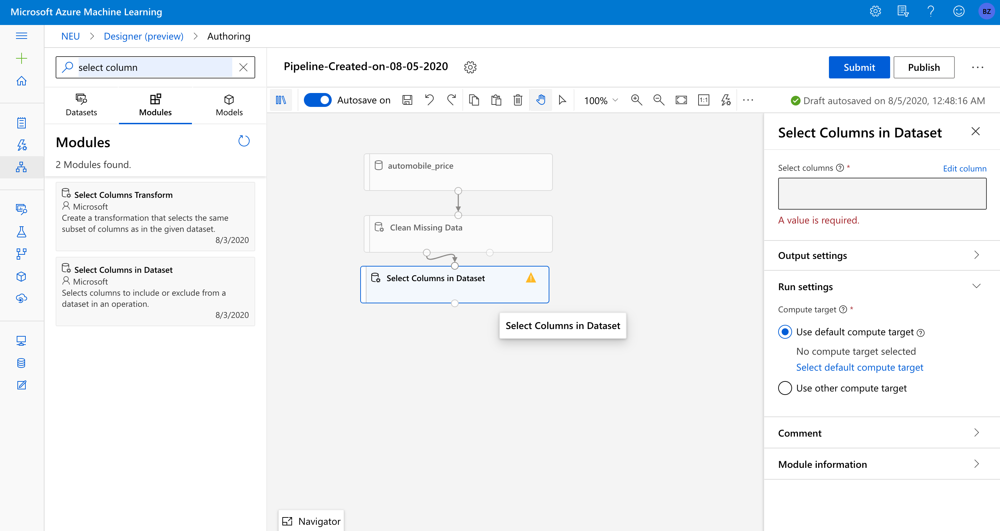 Microsoft Azure Machine Learning
BZ
NEU > Designer (preview) > Authoring
select column
Datasets
Modules
Models
Modules
2 Modules found.
Select Columns Transform
Microsoft
Create a transformation that selects the same
subset of columns as in the given dataset.
8/3/2020
Select Columns in Dataset
Microsoft
Selects columns to include or exclude from a
dataset in an operation.
8/3/2020
Pipeline-Created-on-08-05-2020
Submit
Publish
...
Autosave on
100%
1:1
...
Draft autosaved on 8/5/2020, 12:48:16 AM
automobile_price
Clean Missing Data
Select Columns in Dataset
Select Columns in Dataset
Navigator
Select Columns in Dataset
Select columns ? *
Edit column
A value is required.
Output settings
Run settings
Compute target ? *
Use default compute target ?
No compute target selected
Select default compute target
Use other compute target
Comment
Module information